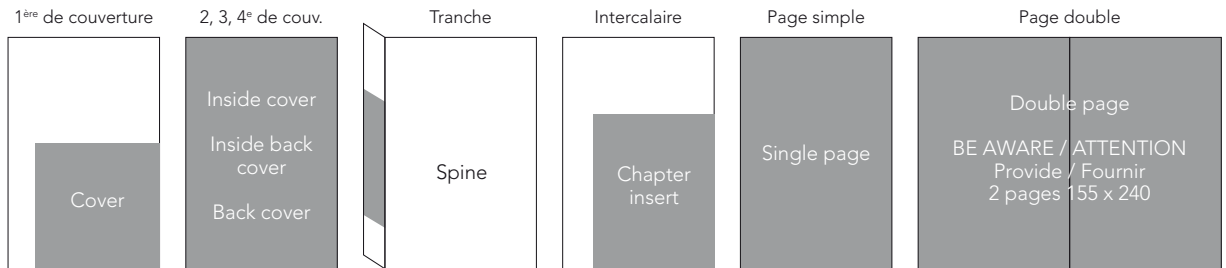 1ère de couverture
2, 3, 4e de couv.
Tranche
Intercalaire
Page simple
Page double
Cover
Inside cover
Inside back
cover
Back cover
Spine
Chapter
insert
Single page
Double page
BE AWARE / ATTENTION
Provide / Fournir
2 pages 155 x 240